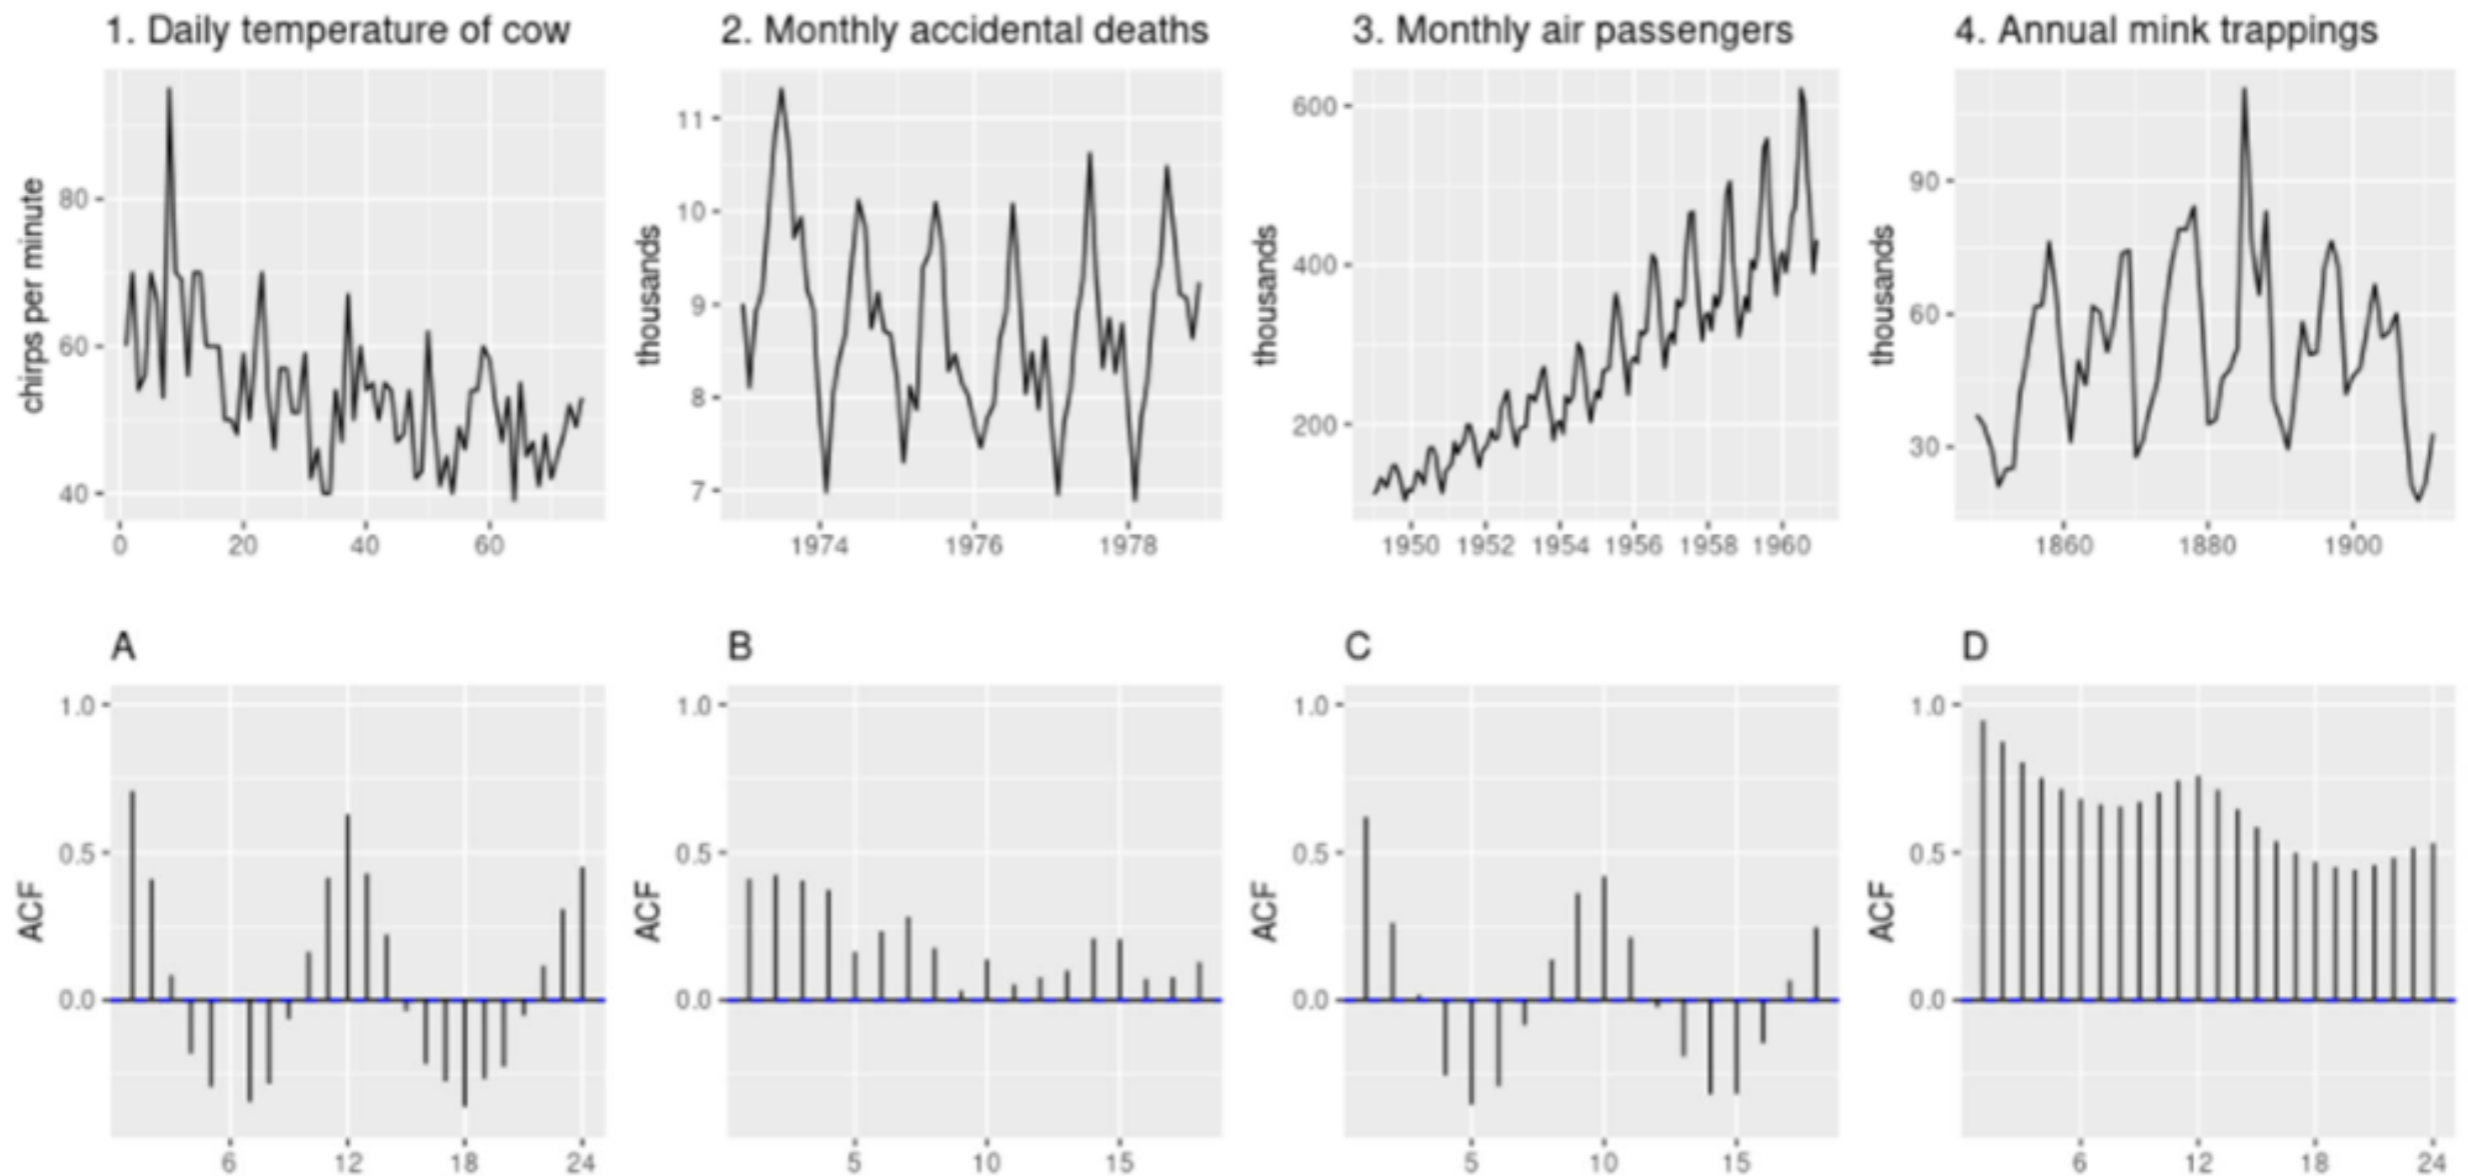 1. Daily temperature of cow
chirps per minute
80
60
40
0 20 40 60
2. Monthly accidental deaths
thousands
11
10
9
8
7
1974 1976 1978
3. Monthly air passengers
thousands
600
400
200
1950 1952 1954 1956 1958 1960
4. Annual mink trappings
thousands
90
60
30
1860 1880 1900
A
ACF
1.0
0.5
0.0
6 12 18 24
B
ACF
1.0
0.5
0.0
5 10 15
C
ACF
1.0
0.5
0.0
5 10 15
D
ACF
1.0
0.5
0.0
6 12 18 24